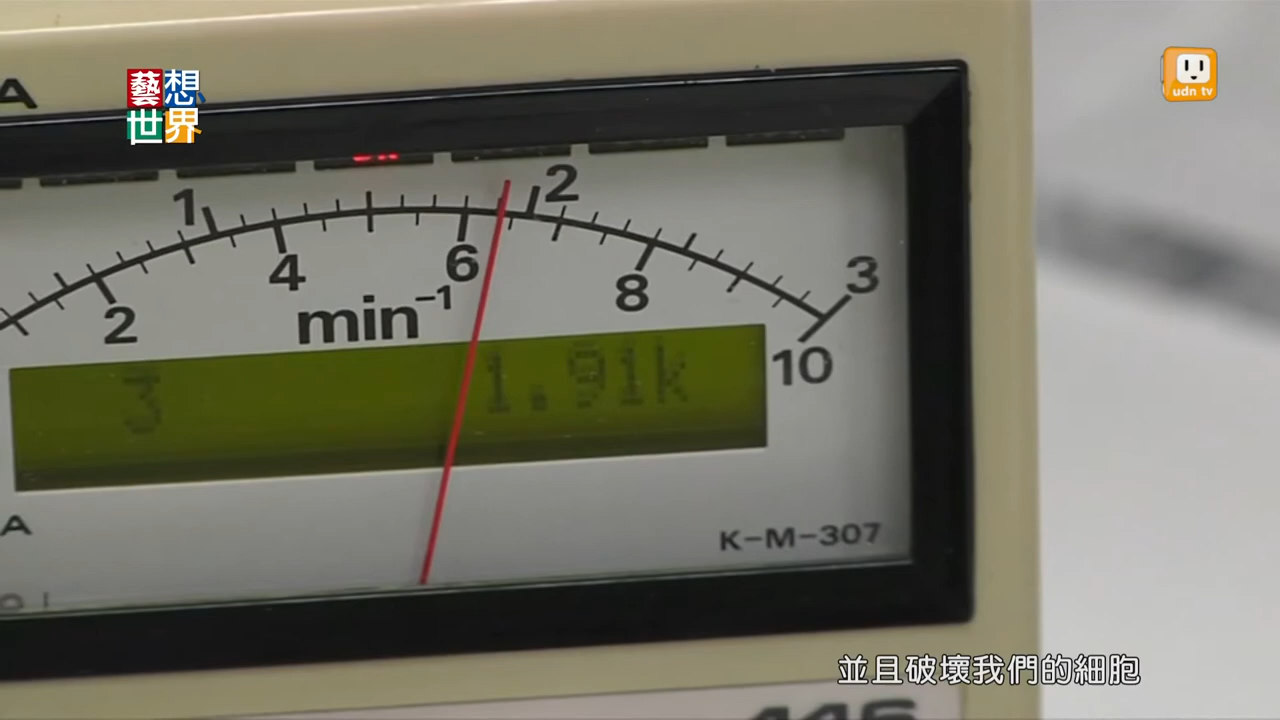 藝想
世界
udn tv
A
1 2 3
2 4 6 8 10
min⁻¹
3 1.91k
A
K-M-307
並且破壞我們的細胞